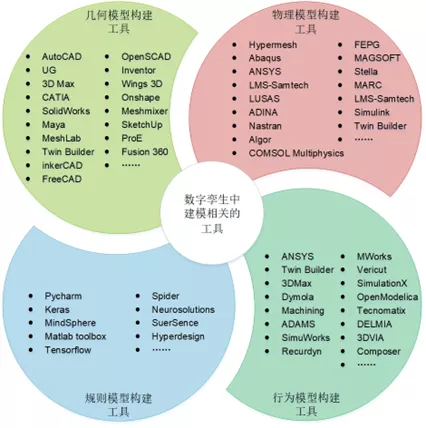 几何模型构建
工具
AutoCAD
UG
3D Max
CATIA
SolidWorks
Maya
MeshLab
Twin Builder
inkerCAD
FreeCAD
OpenSCAD
Inventor
Wings 3D
Onshape
Meshmixer
SketchUp
ProE
Fusion 360
……
物理模型构建
工具
Hypermesh
Abaqus
ANSYS
LMS-Samtech
LUSAS
ADINA
Nastran
Algor
COMSOL Multiphysics
FEPG
MAGSOFT
Stella
MARC
LMS-Samtech
Simulink
Twin Builder
……
数字孪生中
建模相关的
工具
Pycharm
Keras
MindSphere
Matlab toolbox
Tensorflow
Spider
Neurosolutions
SuerSence
Hyperdesign
……
规则模型构建
工具
ANSYS
Twin Builder
3DMax
Dymola
Machining
ADAMS
SimuWorks
Recurdyn
MWorks
Vericut
SimulationX
OpenModelica
Tecnomatix
DELMIA
3DVIA
Composer
……
行为模型构建
工具